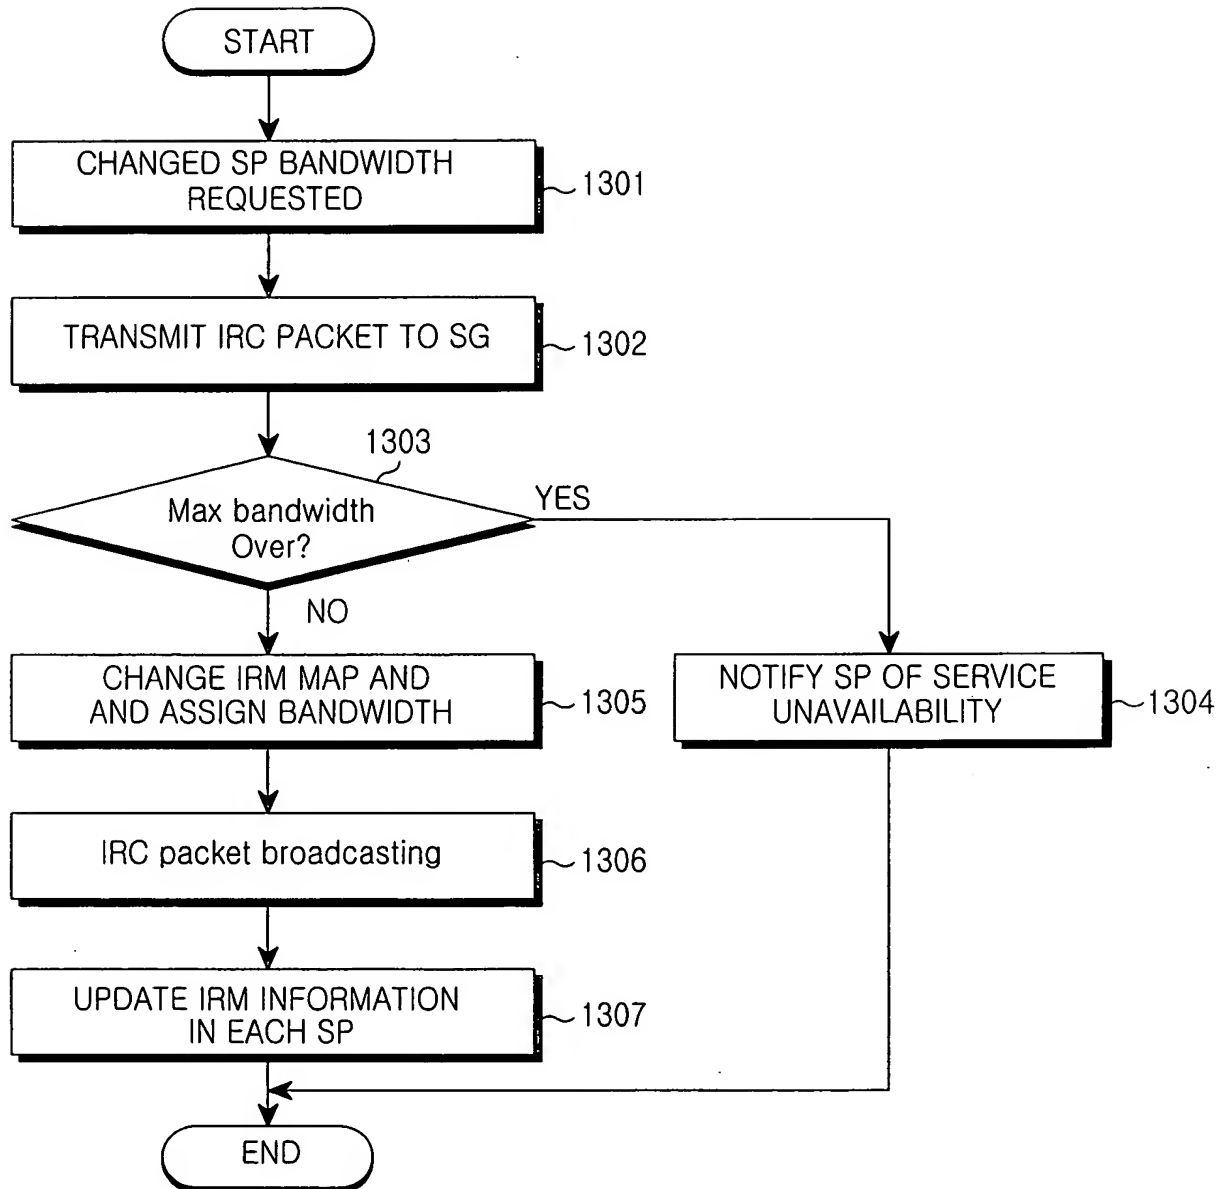 START
CHANGED SP BANDWIDTH
REQUESTED
1301
TRANSMIT IRC PACKET TO SG
1302
1303
Max bandwidth
Over?
YES
NO
CHANGE IRM MAP AND
AND ASSIGN BANDWIDTH
1305
NOTIFY SP OF SERVICE
UNAVAILABILITY
1304
IRC packet broadcasting
1306
UPDATE IRM INFORMATION
IN EACH SP
1307
END